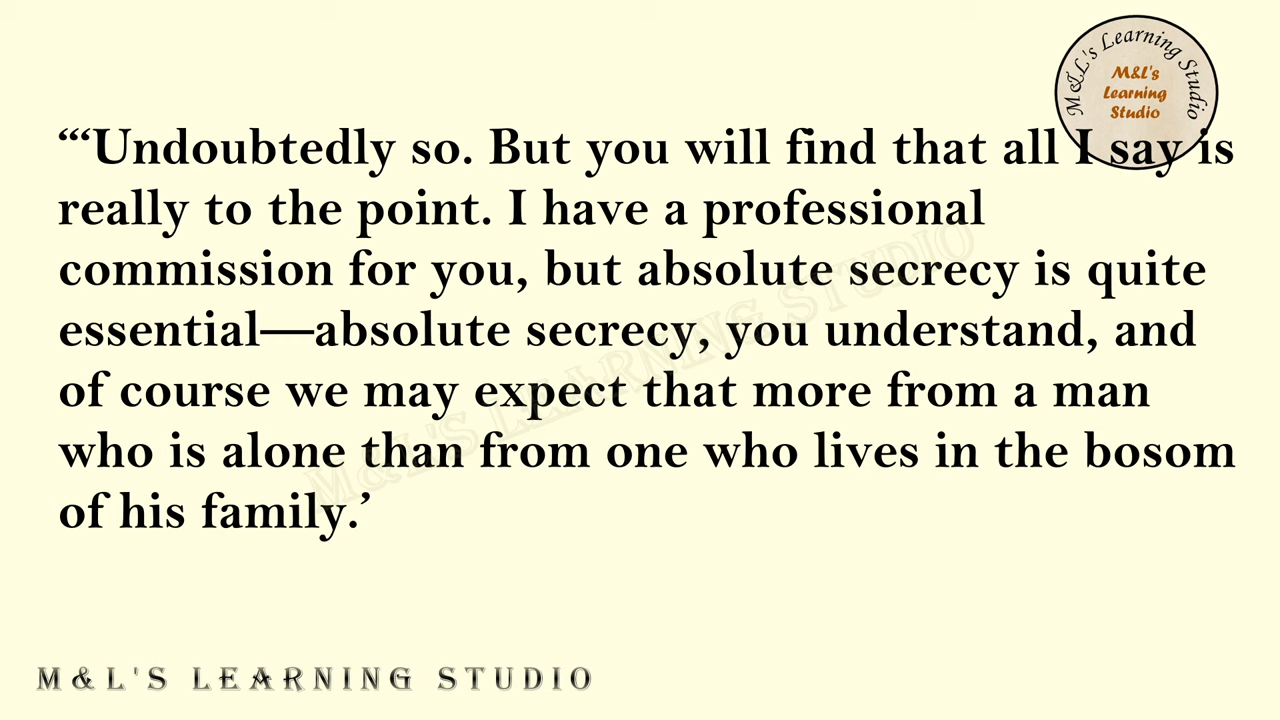 M&L's Learning Studio
M&L's
Learning
Studio
“‘Undoubtedly so. But you will find that all I say is
really to the point. I have a professional
commission for you, but absolute secrecy is quite
essential—absolute secrecy, you understand, and
of course we may expect that more from a man
who is alone than from one who lives in the bosom
of his family.’
M&L'S LEARNING STUDIO
M&L'S LEARNING STUDIO